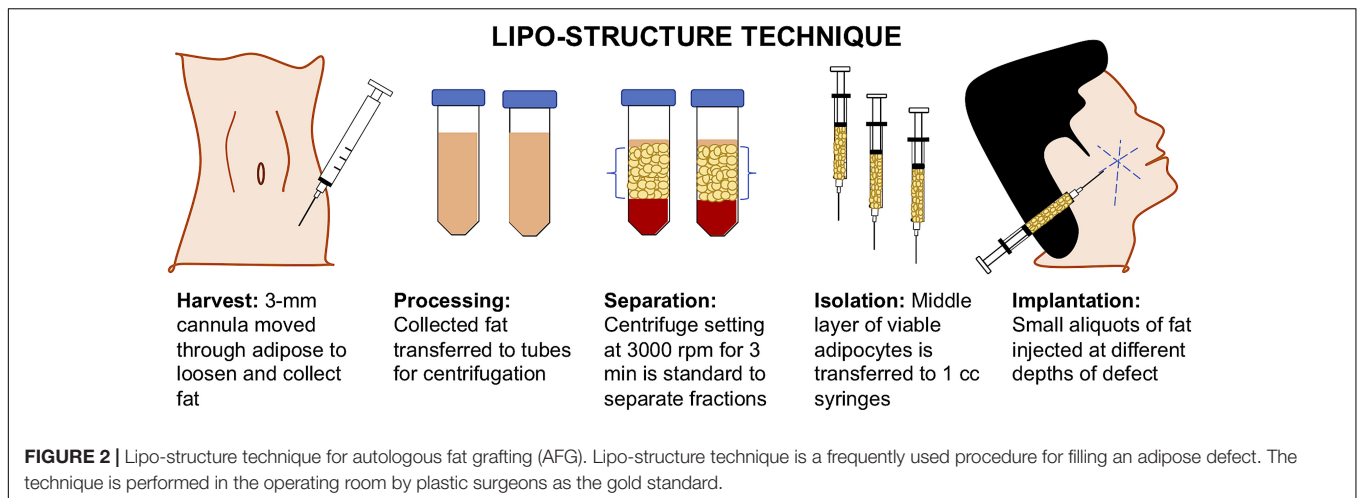 LIPO-STRUCTURE TECHNIQUE
Harvest: 3-mm
cannula moved
through adipose to
loosen and collect
fat
Processing:
Collected fat
transferred to tubes
for centrifugation
Separation:
Centrifuge setting
at 3000 rpm for 3
min is standard to
separate fractions
Isolation: Middle
layer of viable
adipocytes is
transferred to 1 cc
syringes
Implantation:
Small aliquots of fat
injected at different
depths of defect
FIGURE 2 | Lipo-structure technique for autologous fat grafting (AFG). Lipo-structure technique is a frequently used procedure for filling an adipose defect. The
technique is performed in the operating room by plastic surgeons as the gold standard.